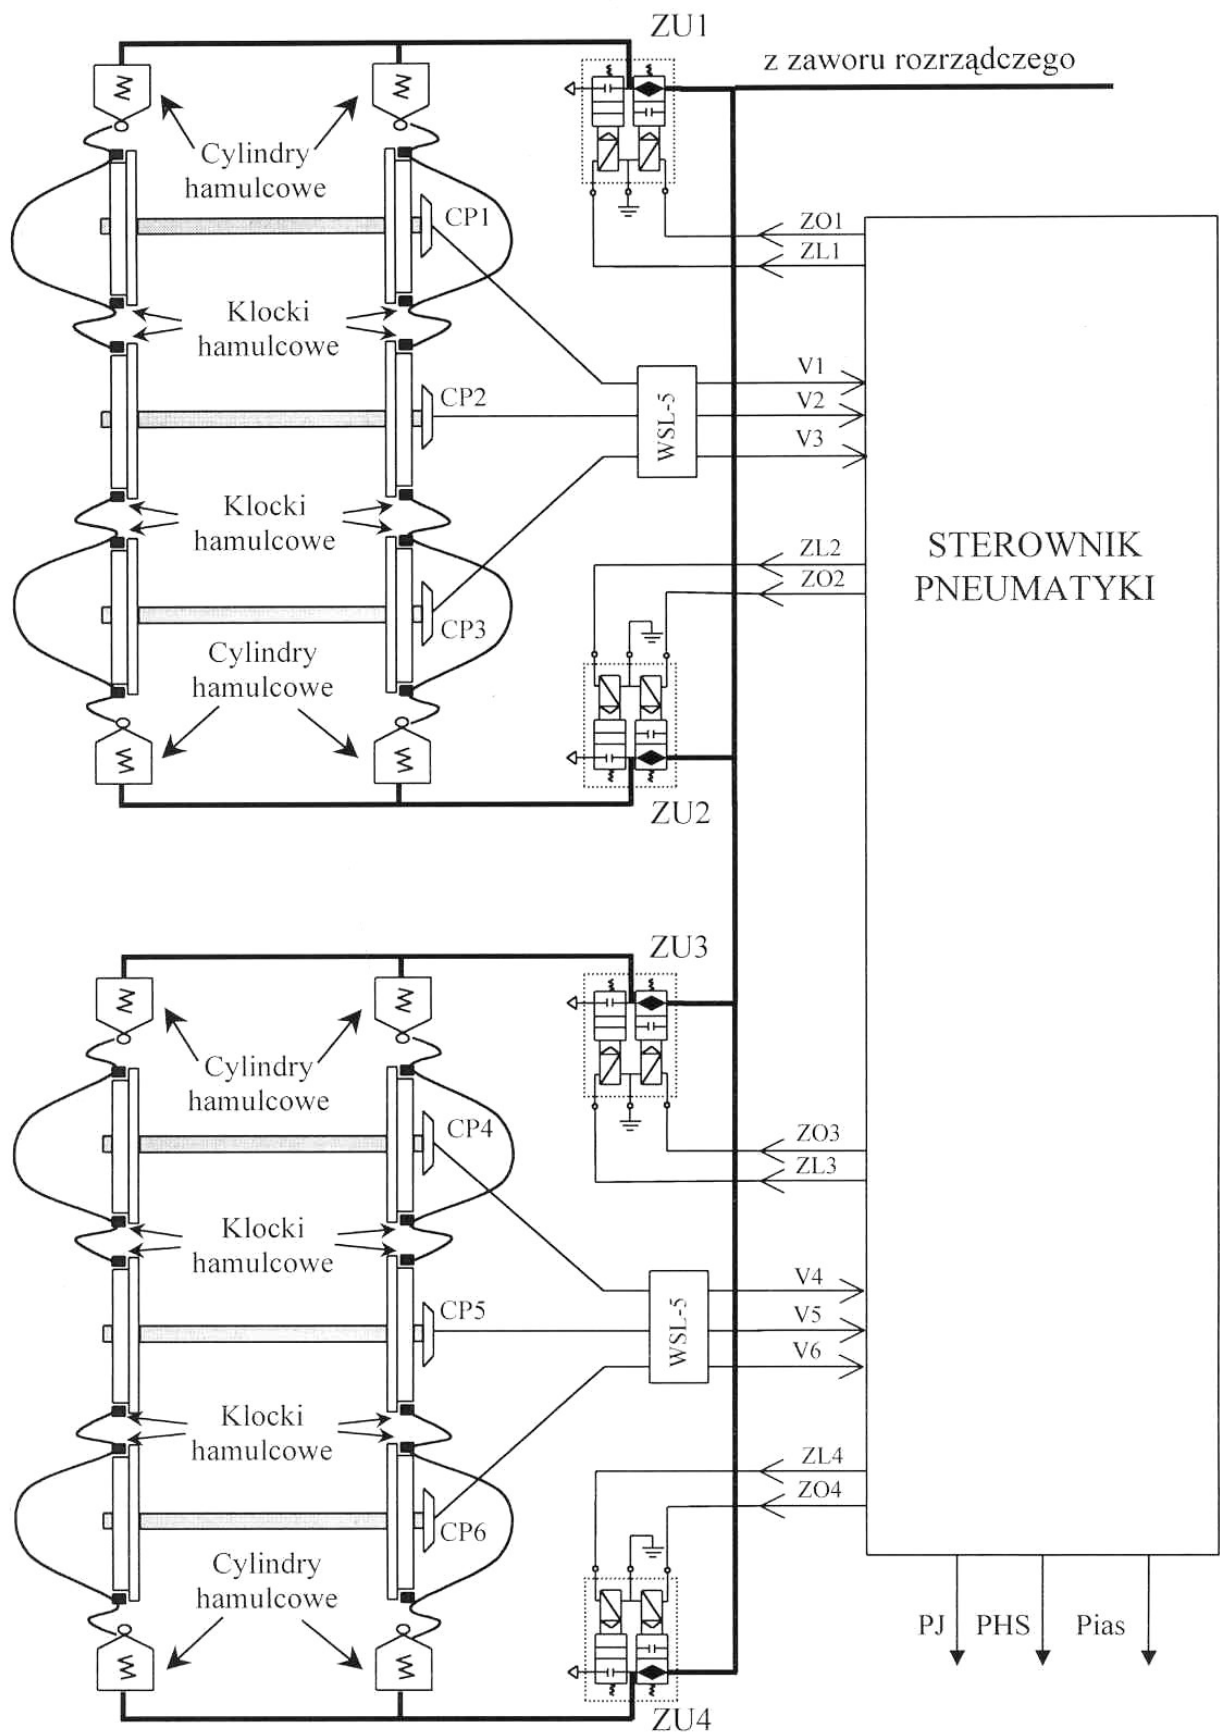 ZU1
z zaworu rozrządczego
Cylindry
hamulcowe
CP1
ZO1
ZL1
Klocki
hamulcowe
V1
CP2
V2
WSL-5
V3
Klocki
hamulcowe
STEROWNIK
PNEUMATYKI
ZL2
ZO2
CP3
Cylindry
hamulcowe
ZU2
ZU3
Cylindry
hamulcowe
CP4
ZO3
ZL3
Klocki
hamulcowe
V4
CP5
V5
WSL-5
V6
Klocki
hamulcowe
ZL4
ZO4
CP6
Cylindry
hamulcowe
PJ
PHS
Pias
ZU4